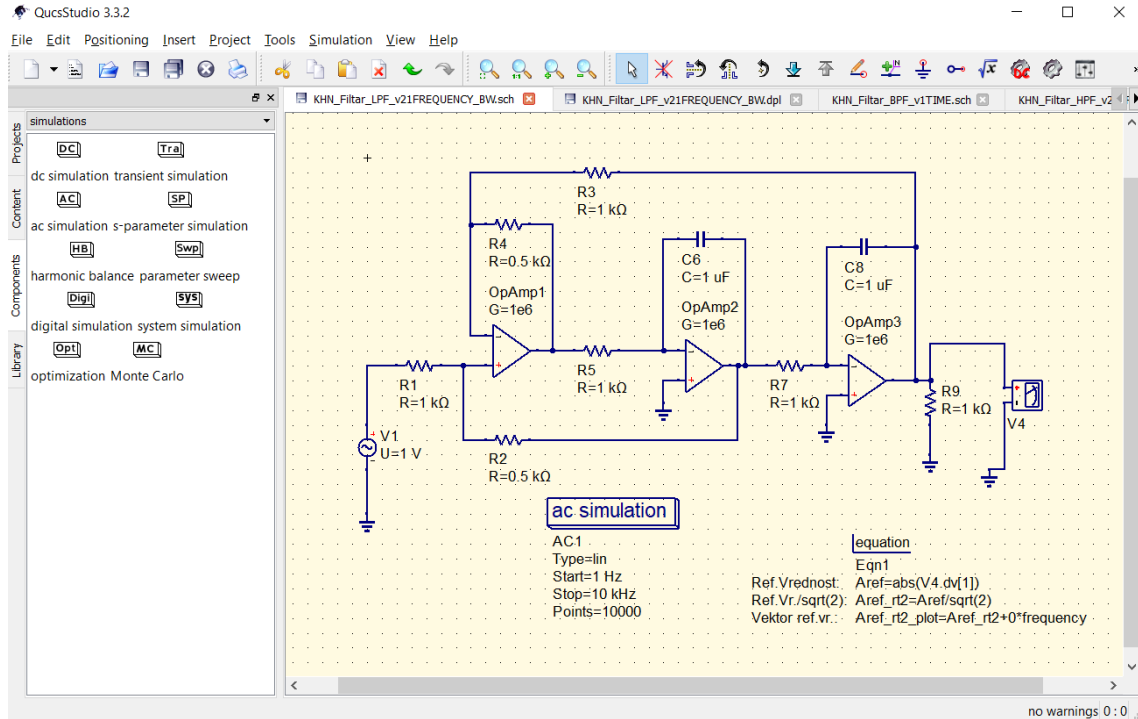 QucsStudio 3.3.2
File Edit Positioning Insert Project Tools Simulation View Help
KHN_Filtar_LPF_v21FREQUENCY_BW.sch
KHN_Filtar_LPF_v21FREQUENCY_BW.dpl
KHN_Filtar_BPF_v1TIME.sch
KHN_Filtar_HPF_v2
Projects
Content
Components
Library
simulations
DC
Tra
dc simulation transient simulation
AC
SP
ac simulation s-parameter simulation
HB
Swp
harmonic balance parameter sweep
Digi
sys
digital simulation system simulation
Opt
MC
optimization Monte Carlo
R3
R=1 kΩ
R4
R=0.5 kΩ
OpAmp1
G=1e6
C6
C=1 uF
OpAmp2
G=1e6
C8
C=1 uF
OpAmp3
G=1e6
R1
R=1 kΩ
R5
R=1 kΩ
R7
R=1 kΩ
R9
R=1 kΩ
V4
V1
U=1 V
R2
R=0.5 kΩ
ac simulation
AC1
Type=lin
Start=1 Hz
Stop=10 kHz
Points=10000
equation
Eqn1
Ref.Vrednost: Aref=abs(V4.dv[1])
Ref.Vr./sqrt(2): Aref_rt2=Aref/sqrt(2)
Vektor ref.vr.: Aref_rt2_plot=Aref_rt2+0*frequency
no warnings 0 : 0